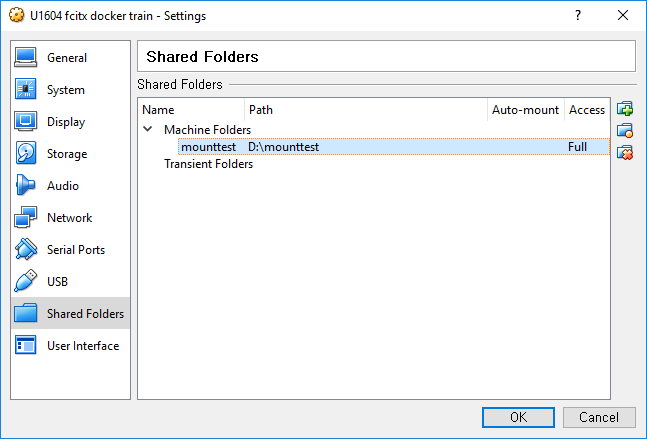 U1604 fcitx docker train - Settings
?
General
System
Display
Storage
Audio
Network
Serial Ports
USB
Shared Folders
User Interface
Shared Folders
Shared Folders
Name Path Auto-mount Access
Machine Folders
mounttest D:\mounttest Full
Transient Folders
OK Cancel